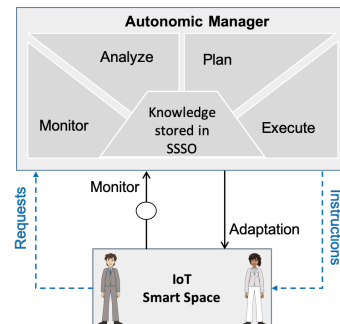 Autonomic Manager
Analyze
Plan
Monitor
Knowledge
stored in
SSSO
Execute
Monitor
Adaptation
Requests
Instructions
IoT
Smart Space